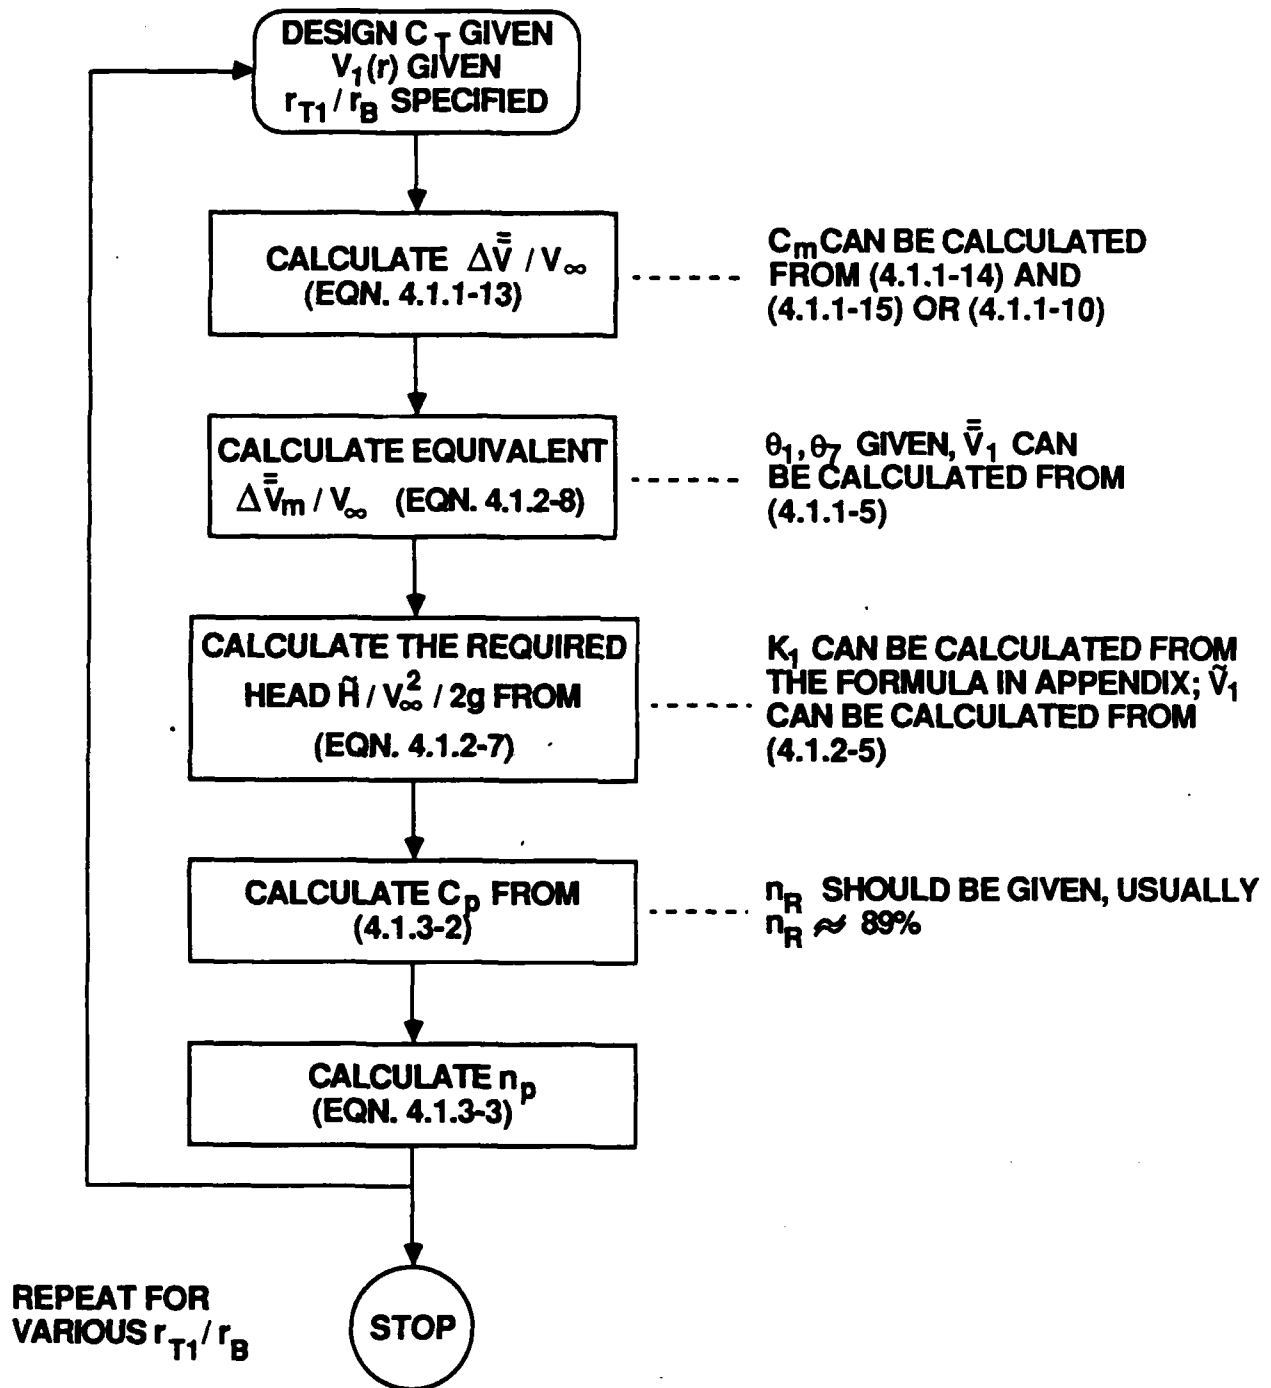 DESIGN C_T GIVEN
V_1(r) GIVEN
r_T1 / r_B SPECIFIED
CALCULATE ΔV̿ / V_∞
(EQN. 4.1.1-13)
C_m CAN BE CALCULATED
FROM (4.1.1-14) AND
(4.1.1-15) OR (4.1.1-10)
CALCULATE EQUIVALENT
ΔV̿_m / V_∞ (EQN. 4.1.2-8)
θ_1, θ_7 GIVEN, V̿_1 CAN
BE CALCULATED FROM
(4.1.1-5)
CALCULATE THE REQUIRED
HEAD H̃ / V_∞^2 / 2g FROM
(EQN. 4.1.2-7)
K_1 CAN BE CALCULATED FROM
THE FORMULA IN APPENDIX; Ṽ_1
CAN BE CALCULATED FROM
(4.1.2-5)
CALCULATE C_p FROM
(4.1.3-2)
n_R SHOULD BE GIVEN, USUALLY
n_R ≈ 89%
CALCULATE n_p
(EQN. 4.1.3-3)
REPEAT FOR
VARIOUS r_T1 / r_B
STOP